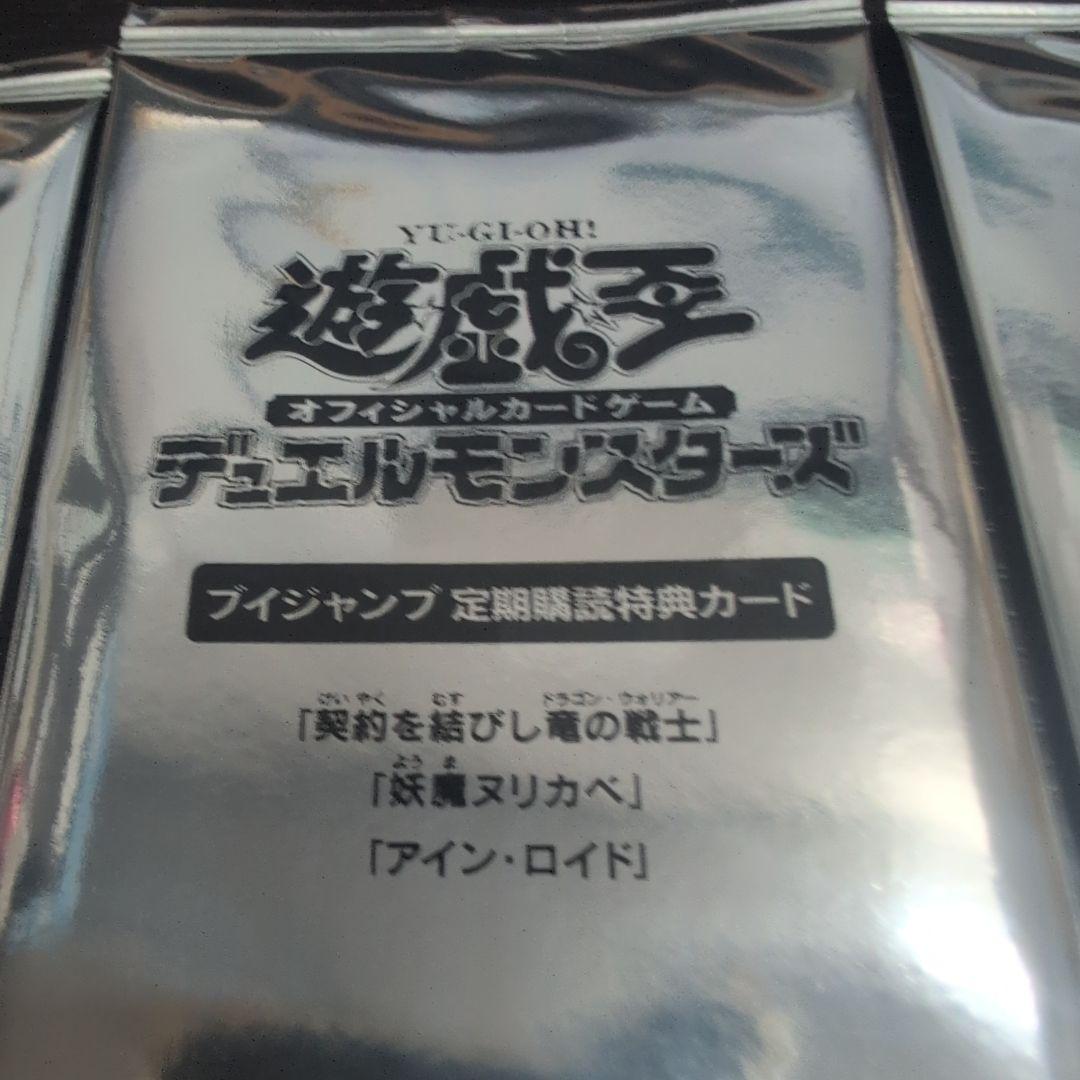 YU-GI-OH!
遊戯王
オフィシャルカードゲーム
デュエルモンスターズ
ブイジャンプ 定期購読特典カード
けい やく むす ドラゴン・ウォリアー
「契約を結びし竜の戦士」
よう ま
「妖魔ヌリカベ」
「アイン・ロイド」